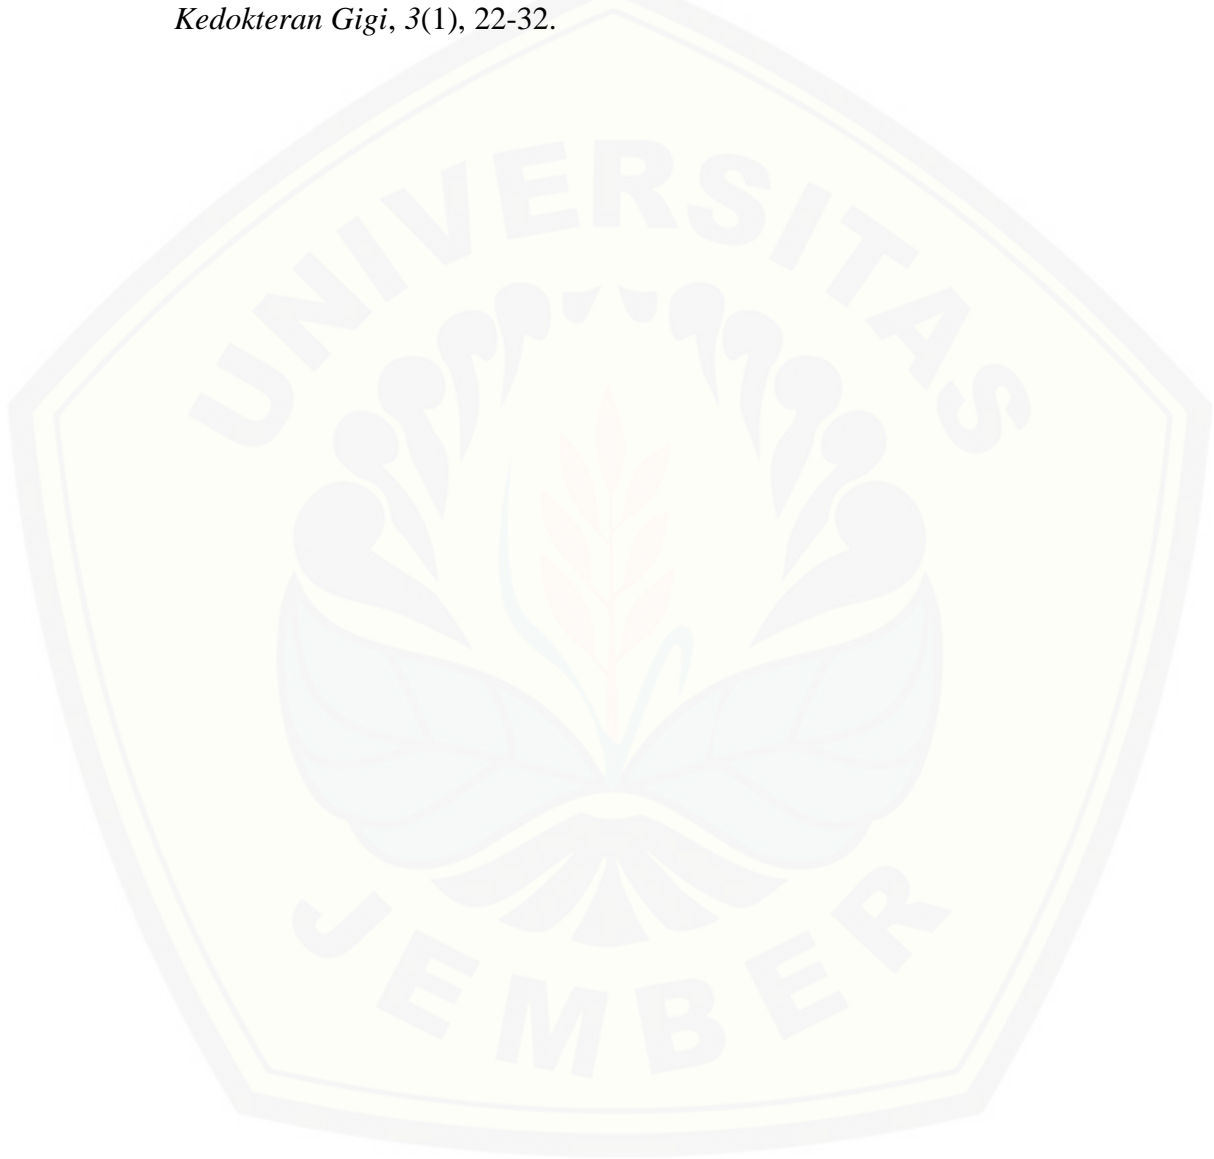 Kedokteran Gigi, 3(1), 22-32.
UNIVERSITAS
JEMBER